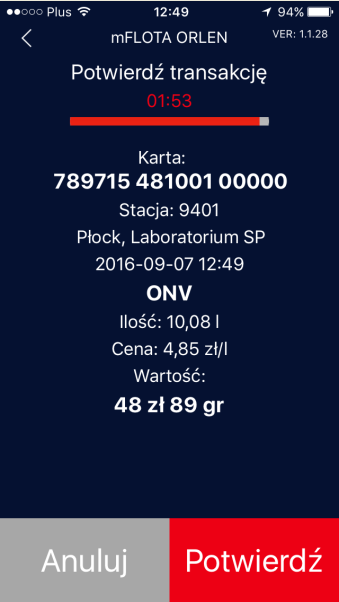 ●●○○○ Plus 12:49 94%
mFLOTA ORLEN VER: 1.1.28
Potwierdź transakcję
01:53
Karta:
789715 481001 00000
Stacja: 9401
Płock, Laboratorium SP
2016-09-07 12:49
ONV
Ilość: 10,08 l
Cena: 4,85 zł/l
Wartość:
48 zł 89 gr
Anuluj Potwierdź